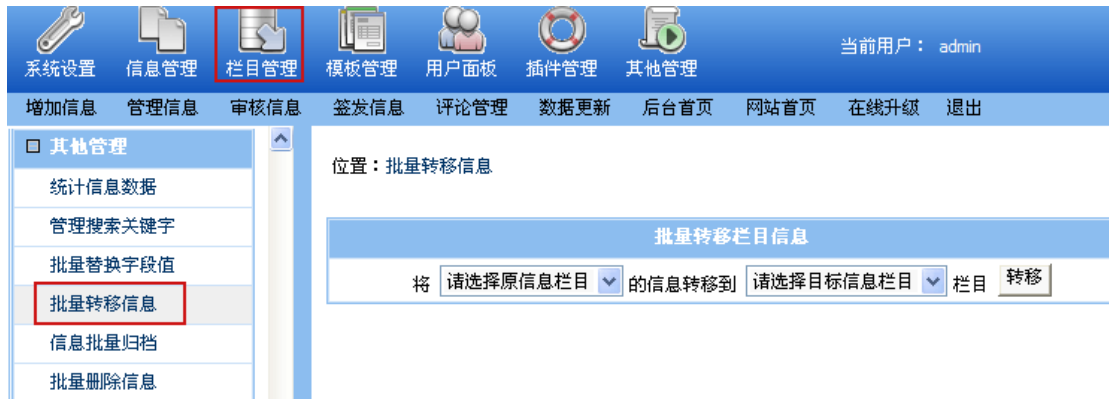 系统设置 信息管理 栏目管理 模板管理 用户面板 插件管理 其他管理 当前用户： admin
增加信息 管理信息 审核信息 签发信息 评论管理 数据更新 后台首页 网站首页 在线升级 退出
其他管理
统计信息数据
管理搜索关键字
批量替换字段值
批量转移信息
信息批量归档
批量删除信息
位置：批量转移信息
批量转移栏目信息
将 请选择原信息栏目 的信息转移到 请选择目标信息栏目 栏目 转移